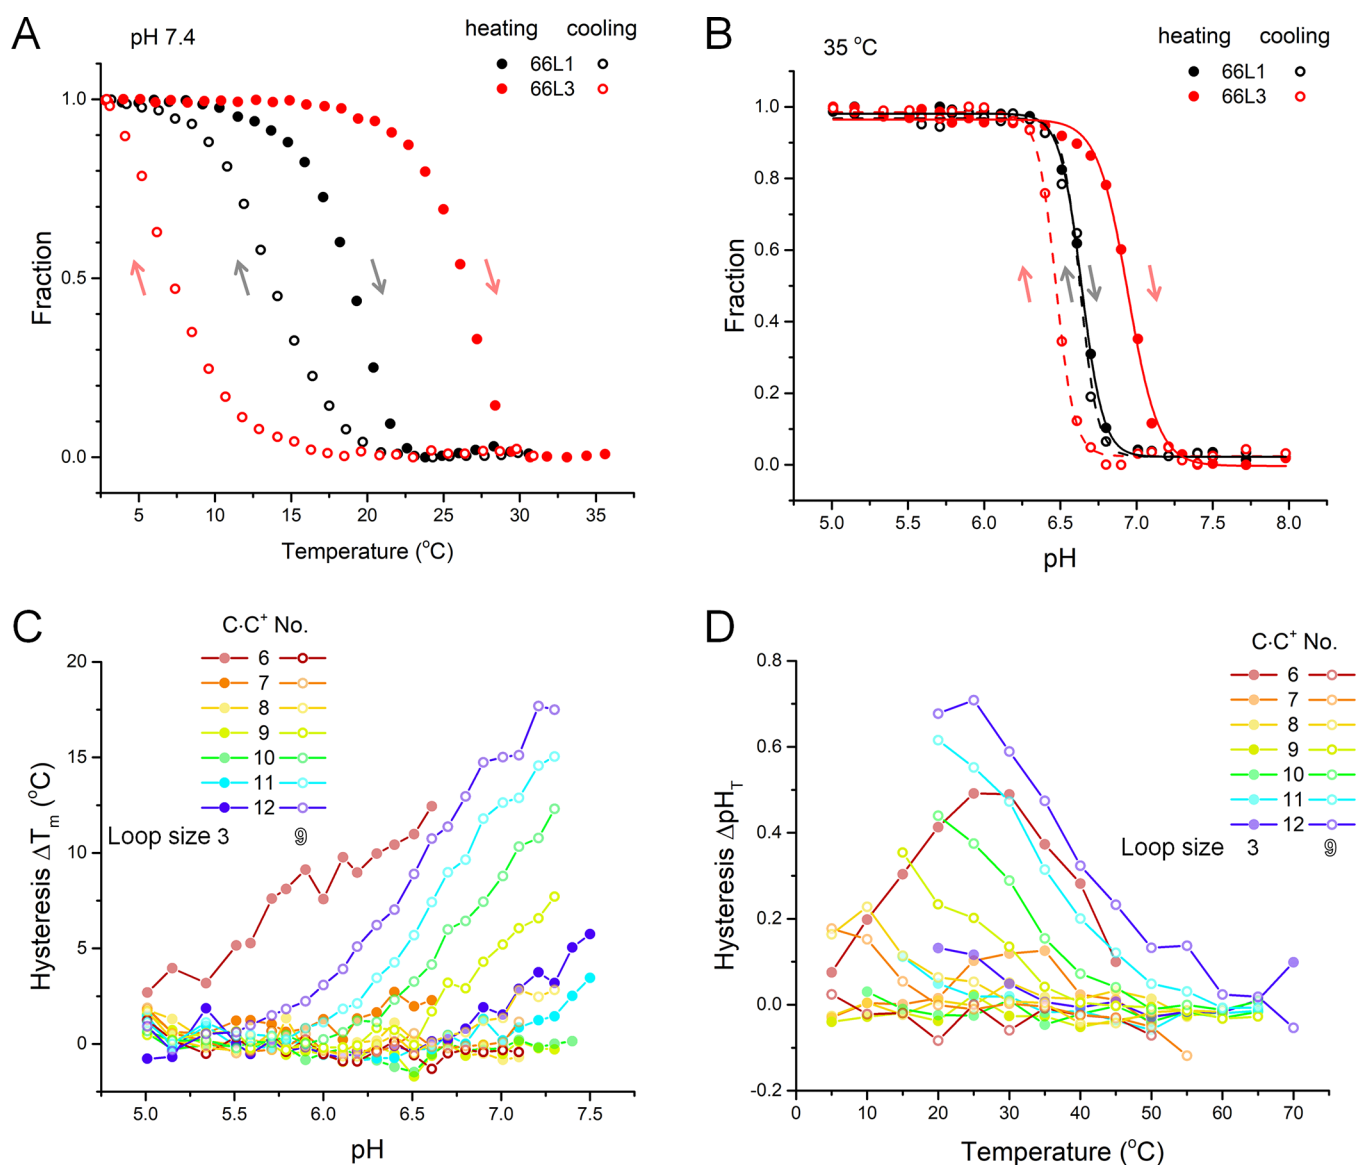 A
pH 7.4
heating cooling
66L1
66L3
1.0
0.5
0.0
Fraction
5 10 15 20 25 30 35
Temperature (°C)
B
35 °C
heating cooling
66L1
66L3
1.0
0.8
0.6
0.4
0.2
0.0
Fraction
5.0 5.5 6.0 6.5 7.0 7.5 8.0
pH
C
C·C⁺ No.
6
7
8
9
10
11
12
Loop size 3 9
20
15
10
5
0
Hysteresis ΔTₘ (°C)
5.0 5.5 6.0 6.5 7.0 7.5
pH
D
C·C⁺ No.
6
7
8
9
10
11
12
Loop size 3 9
0.8
0.6
0.4
0.2
0.0
-0.2
Hysteresis ΔpH_T
0 10 20 30 40 50 60 70
Temperature (°C)